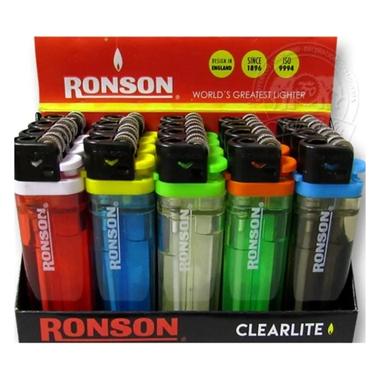 RONSON®
DESIGN IN
ENGLAND
SINCE
1896
ISO
9994
WORLD'S GREATEST LIGHTER
RONSON
RONSON
RONSON
RONSON
RONSON
RONSON®
CLEARLITE